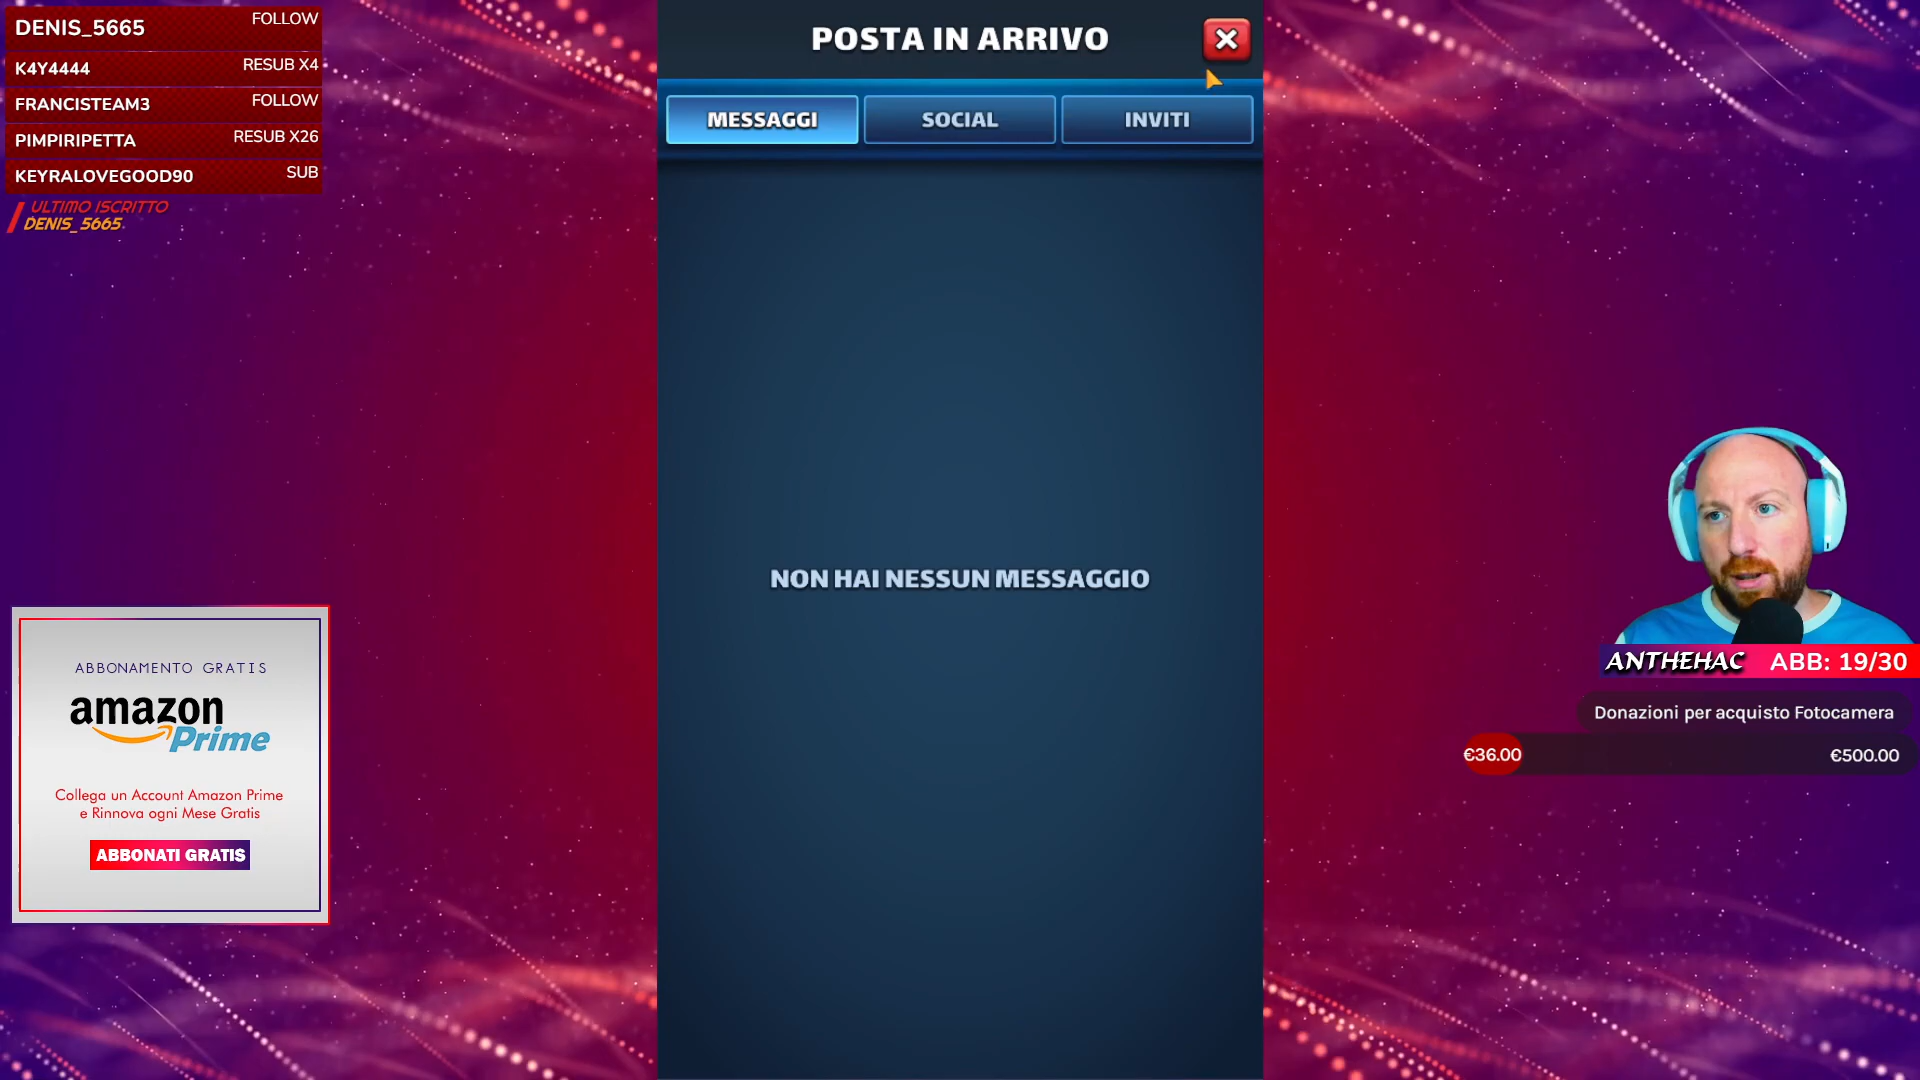 DENIS_5665 FOLLOW
K4Y4444 RESUB X4
FRANCISTEAM3 FOLLOW
PIMPIRIPETTA RESUB X26
KEYRALOVEGOOD90 SUB
ULTIMO ISCRITTO
DENIS_5665
POSTA IN ARRIVO
MESSAGGI SOCIAL INVITI
NON HAI NESSUN MESSAGGIO
ABBONAMENTO GRATIS
amazon
Prime
Collega un Account Amazon Prime
e Rinnova ogni Mese Gratis
ABBONATI GRATIS
ANTHEHAC ABB: 19/30
Donazioni per acquisto Fotocamera
€36.00 €500.00